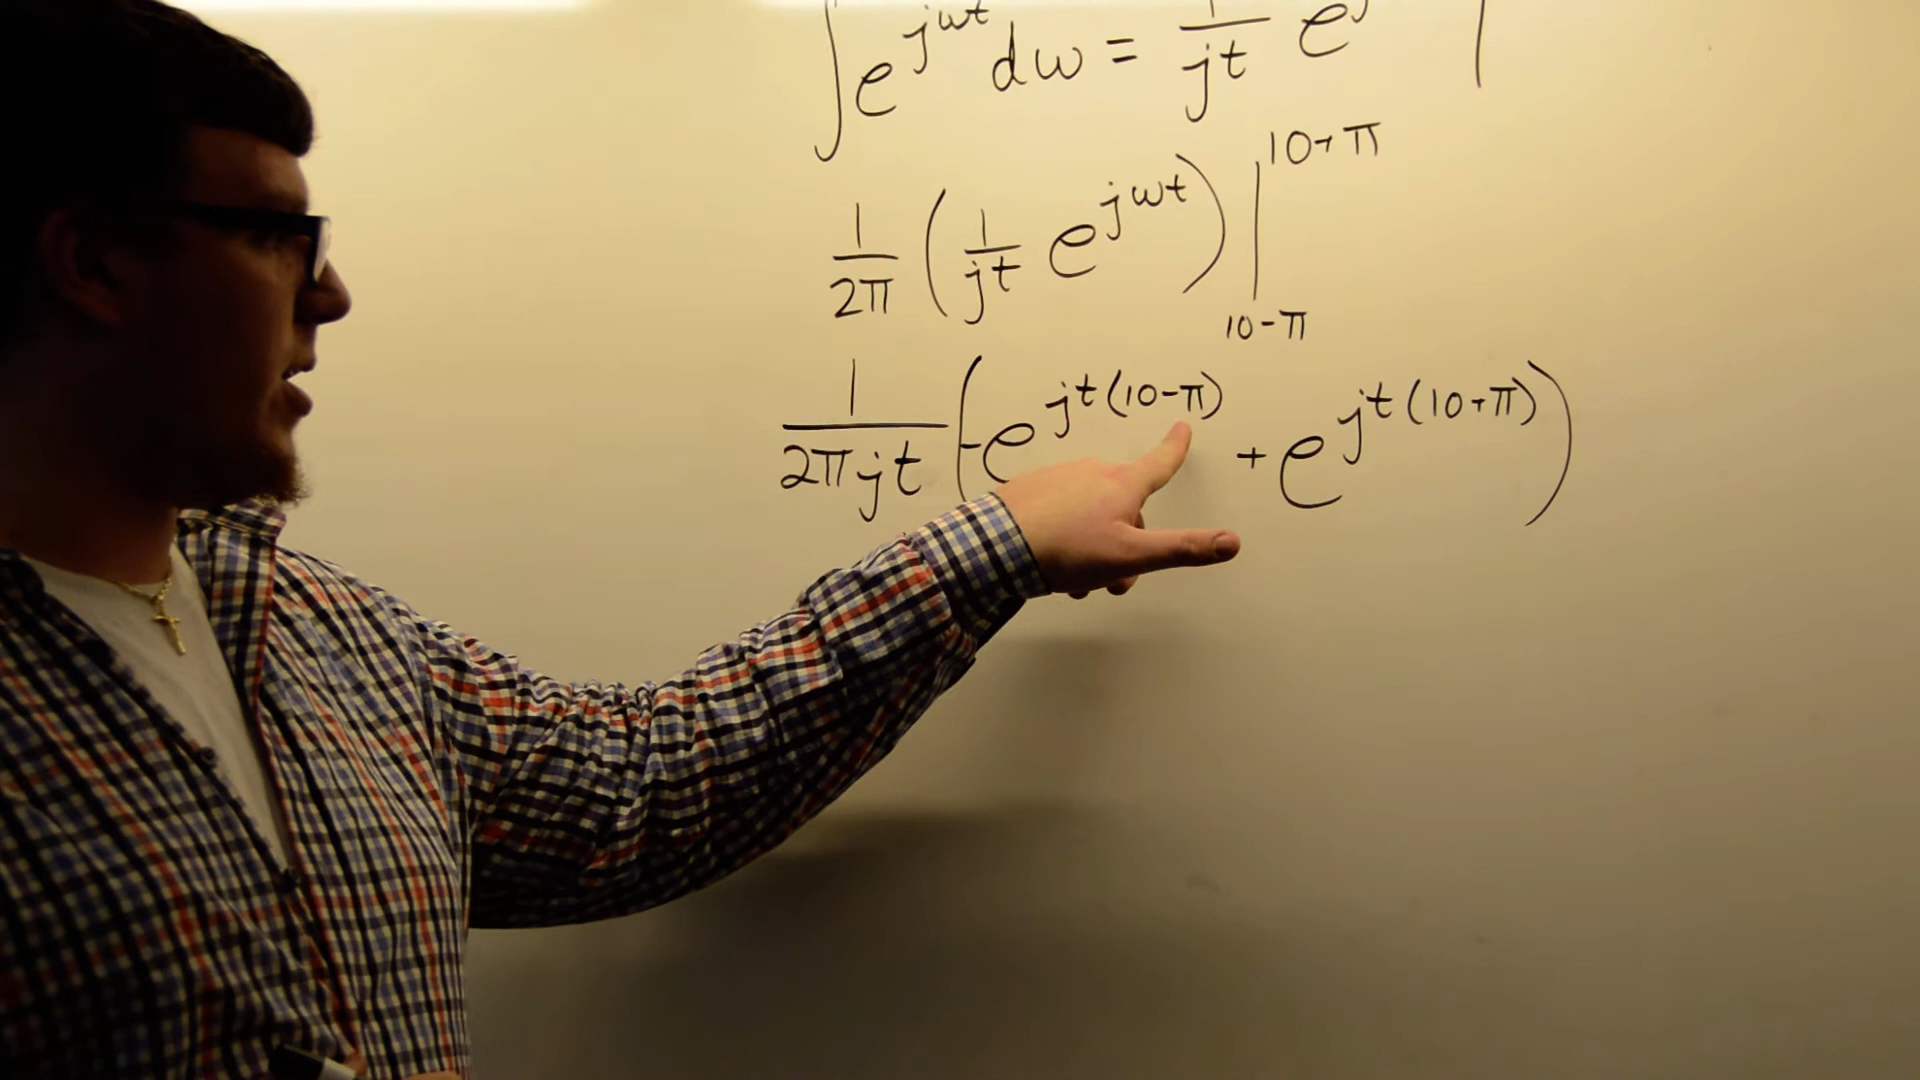 ∫e^{jωt} dω = 1/jt e^j |
1/2π (1/jt e^{jωt}) |_{10-π}^{10+π}
1/2πjt (-e^{jt(10-π)} + e^{jt(10+π)})